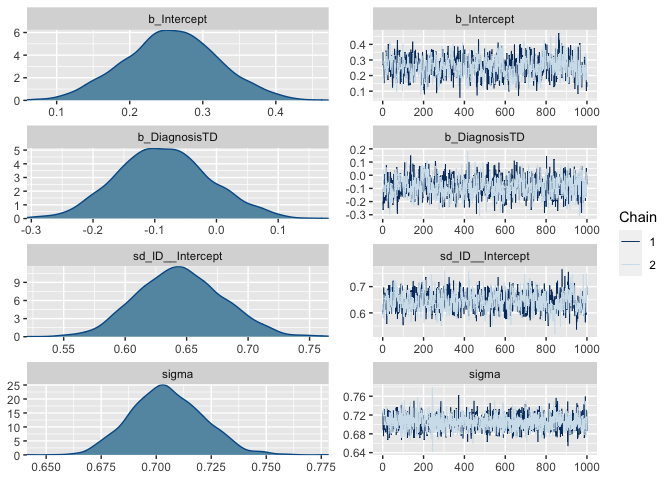 b_Intercept
b_Intercept
6
4
2
0
0.1 0.2 0.3 0.4
0.4
0.3
0.2
0.1
0 200 400 600 800 1000
b_DiagnosisTD
b_DiagnosisTD
5
4
3
2
1
0
-0.3 -0.2 -0.1 0.0 0.1
0.2
0.1
0.0
-0.1
-0.2
-0.3
0 200 400 600 800 1000
sd_ID__Intercept
sd_ID__Intercept
9
6
3
0
0.55 0.60 0.65 0.70 0.75
0.7
0.6
0 200 400 600 800 1000
sigma
sigma
25
20
15
10
5
0
0.650 0.675 0.700 0.725 0.750 0.775
0.76
0.72
0.68
0.64
0 200 400 600 800 1000
Chain
1
2